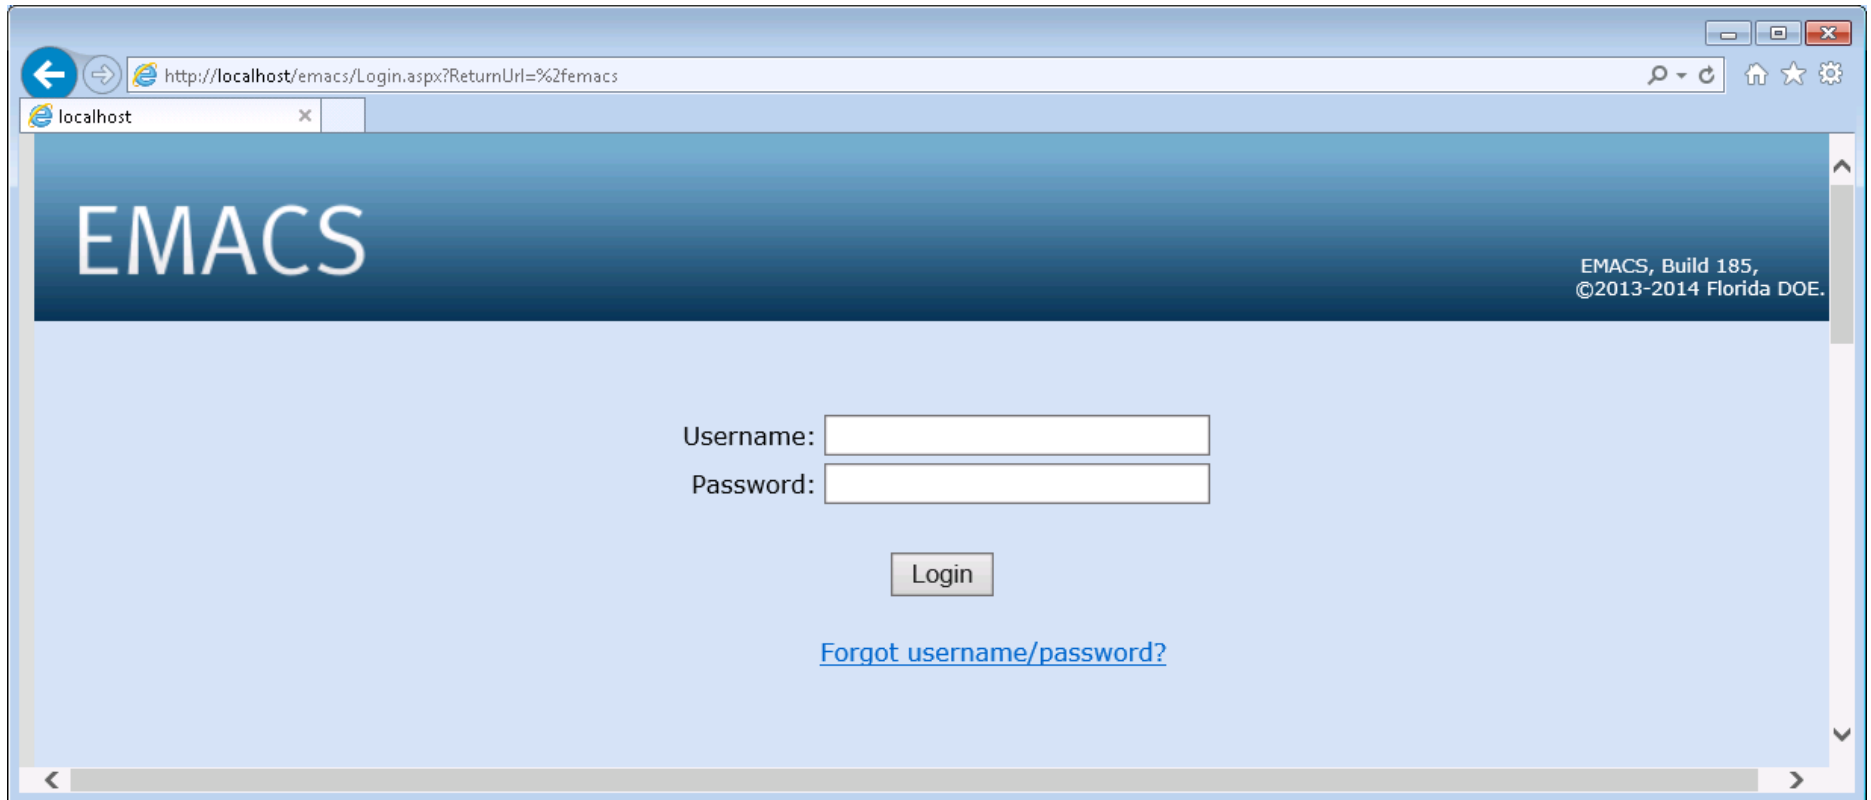 http://localhost/emacs/Login.aspx?ReturnUrl=%2femacs
localhost
EMACS
EMACS, Build 185,
©2013-2014 Florida DOE.
Username:
Password:
Login
Forgot username/password?